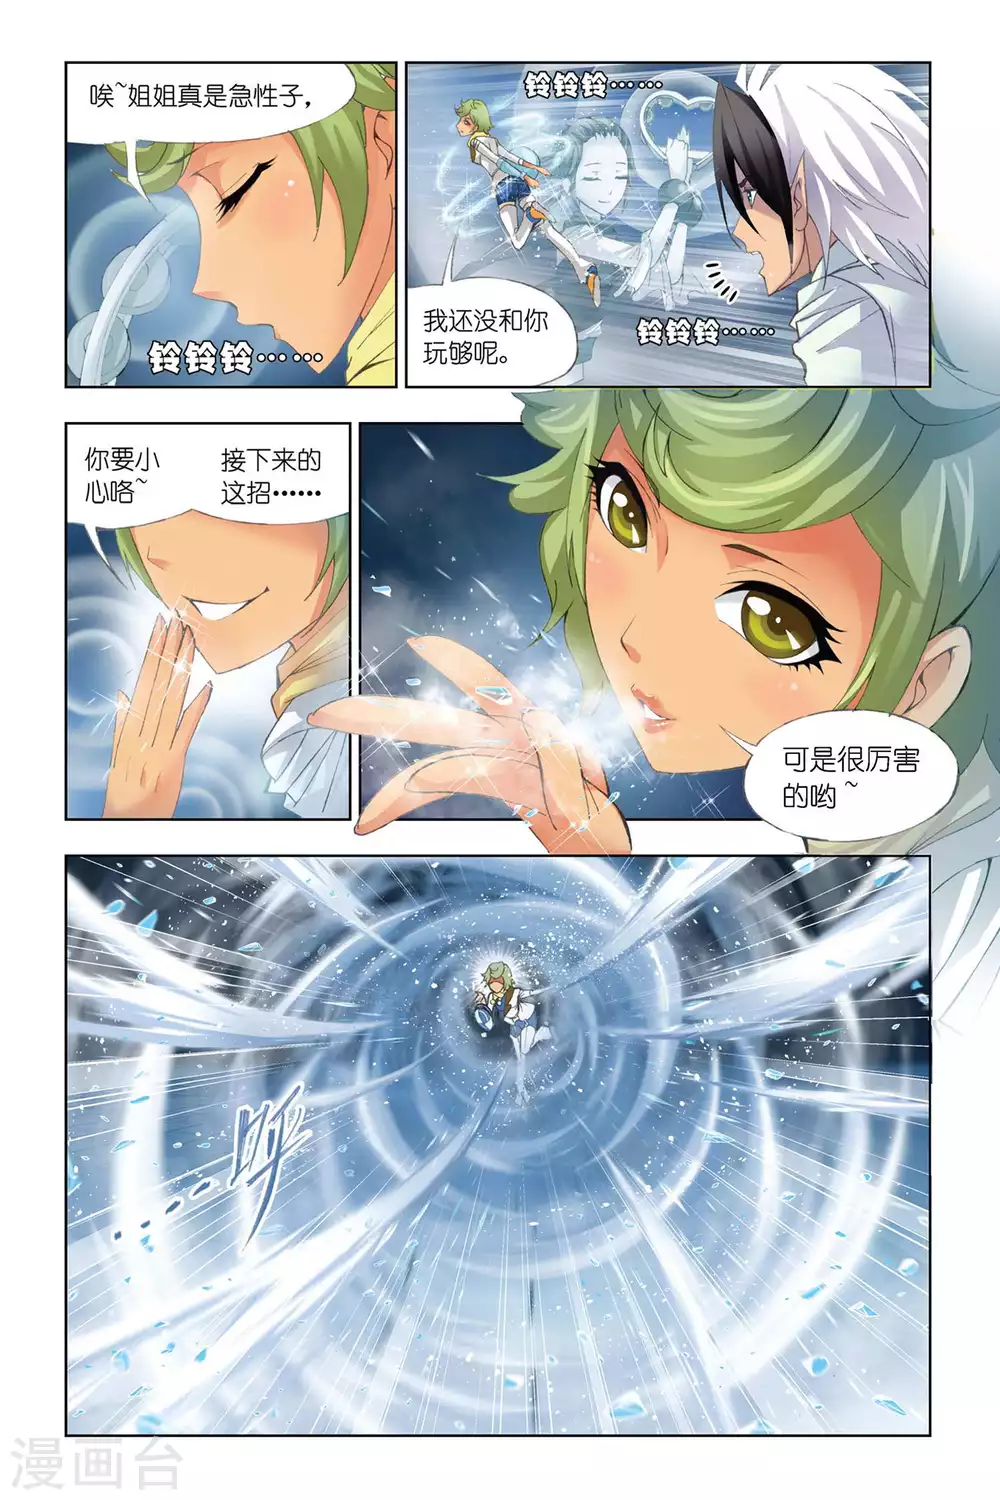 唉~姐姐真是急性子，
铃铃铃……
铃铃铃……
我还没和你
玩够呢。
铃铃铃……
你要小
心咯~
接下来的
这招……
可是很厉害
的哟~
呼…
漫画台